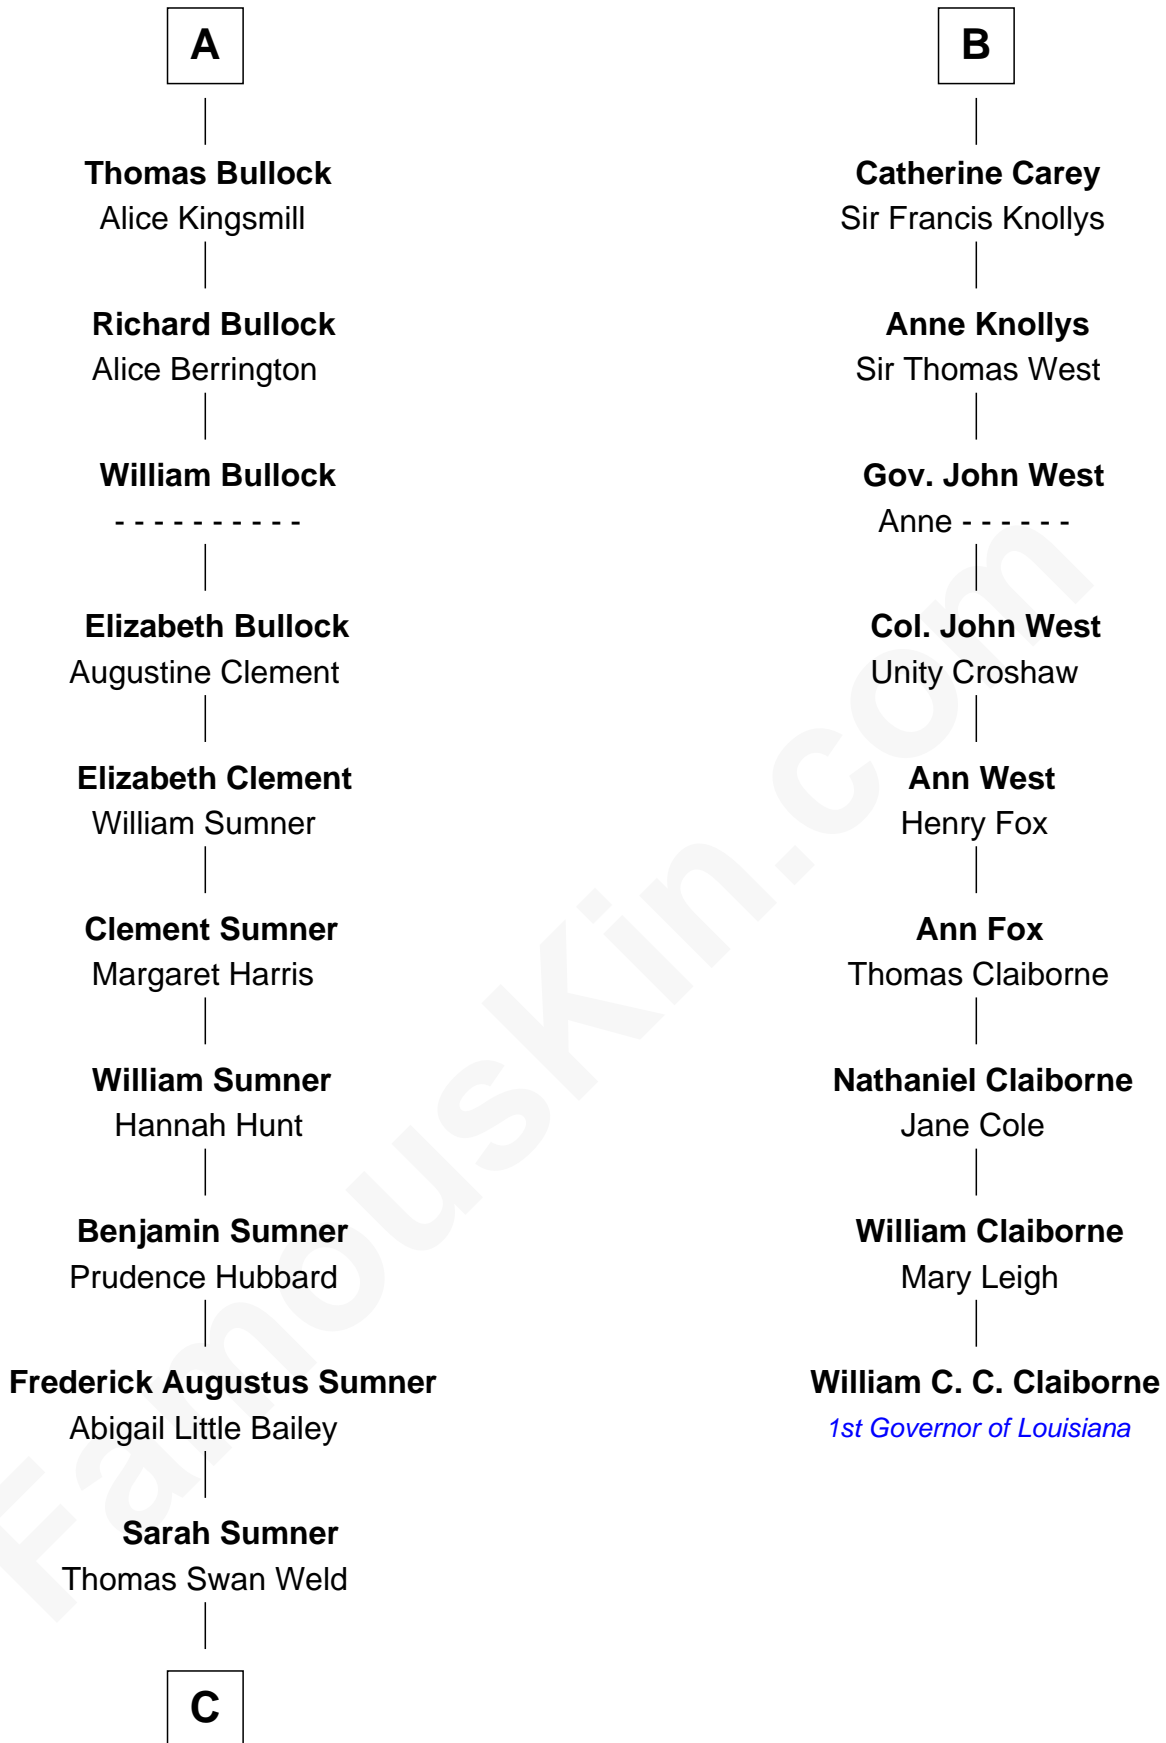 A
Thomas Bullock
Alice Kingsmill
Richard Bullock
Alice Berrington
William Bullock
- - - - - - - - - -
Elizabeth Bullock
Augustine Clement
Elizabeth Clement
William Sumner
Clement Sumner
Margaret Harris
William Sumner
Hannah Hunt
Benjamin Sumner
Prudence Hubbard
Frederick Augustus Sumner
Abigail Little Bailey
Sarah Sumner
Thomas Swan Weld
C
B
Catherine Carey
Sir Francis Knollys
Anne Knollys
Sir Thomas West
Gov. John West
Anne - - - - - -
Col. John West
Unity Croshaw
Ann West
Henry Fox
Ann Fox
Thomas Claiborne
Nathaniel Claiborne
Jane Cole
William Claiborne
Mary Leigh
William C. C. Claiborne
1st Governor of Louisiana
FamousKin.com